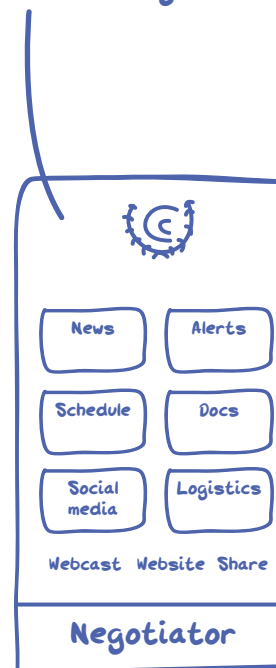 News Alerts
Schedule Docs
Social media Logistics
Webcast Website Share
Negotiator